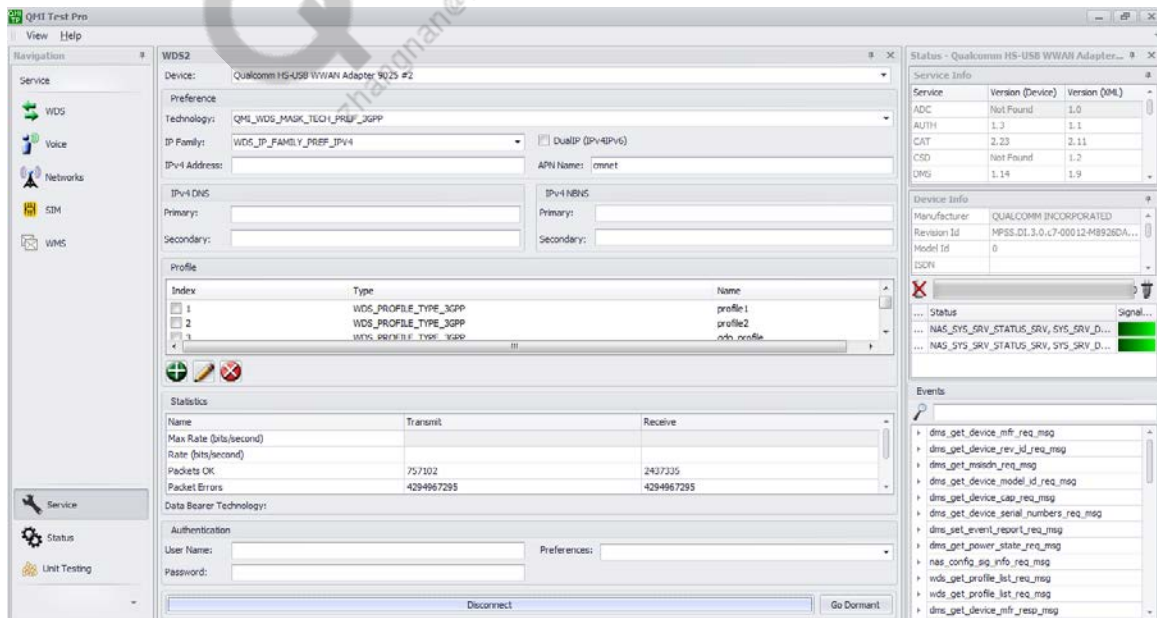 QMI Test Pro
View Help
Navigation
Service
WDS
Voice
Networks
SIM
WMS
Service
Status
Unit Testing
WDS2
Device: Qualcomm HS-USB WWAN Adapter 9025 #2
Preference
Technology: QMI_WDS_MASK_TECH_PREF_3GPP
IP Family: WDS_IP_FAMILY_PREF_IPV4 DualIP (IPv4IPv6)
IPv4 Address: APN Name: cmnet
IPv4 DNS IPv4 NBNS
Primary: Primary:
Secondary: Secondary:
Profile
Index Type Name
1 WDS_PROFILE_TYPE_3GPP profile1
2 WDS_PROFILE_TYPE_3GPP profile2
3 WDS_PROFILE_TYPE_3GPP
Statistics
Name Transmit Receive
Max Rate (bits/second)
Rate (bits/second)
Packets OK 757102 2437335
Packet Errors 4294967295 4294967295
Data Bearer Technology:
Authentication
User Name: Preferences:
Password:
Disconnect Go Dormant
Status - Qualcomm HS-USB WWAN Adapter...
Service Info
Service Version (Device) Version (XML)
ADC Not Found 1.0
AUTH 1.3 1.1
CAT 2.23 2.11
CSD Not Found 1.2
DMS 1.14 1.9
Device Info
Manufacturer QUALCOMM INCORPORATED
Revision Id MPSS.DI.3.0.c7-00012-M8926DA...
Model Id 0
... Status Signal...
... NAS_SYS_SRV_STATUS_SRV, SYS_SRV_D...
... NAS_SYS_SRV_STATUS_SRV, SYS_SRV_D...
Events
dms_get_device_mfr_req_msg
dms_get_device_rev_id_req_msg
dms_get_msisdn_req_msg
dms_get_device_model_id_req_msg
dms_get_device_cap_req_msg
dms_get_device_serial_numbers_req_msg
dms_set_event_report_req_msg
dms_get_power_state_req_msg
nas_config_sig_info_req_msg
wds_get_profile_list_req_msg
wds_get_profile_list_req_msg
dms_get_device_mfr_resp_msg
zhangnan@